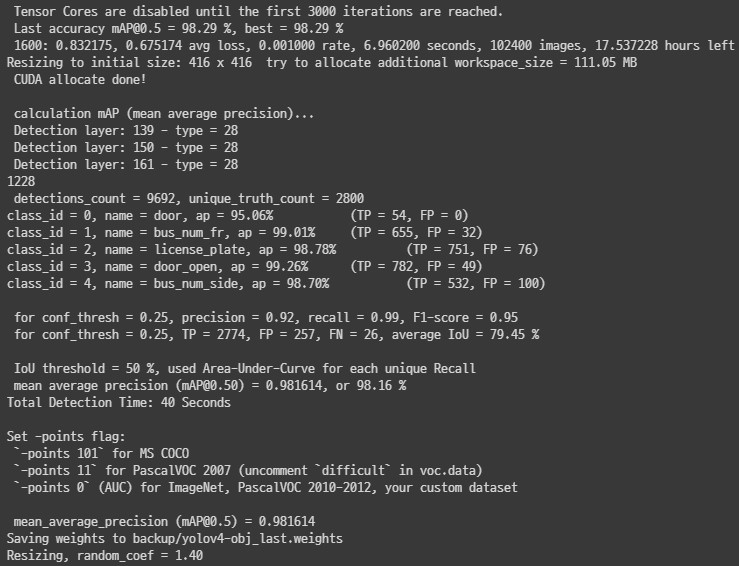 Tensor Cores are disabled until the first 3000 iterations are reached.
Last accuracy mAP@0.5 = 98.29 %, best = 98.29 %
1600: 0.832175, 0.675174 avg loss, 0.001000 rate, 6.960200 seconds, 102400 images, 17.537228 hours left
Resizing to initial size: 416 x 416  try to allocate additional workspace_size = 111.05 MB
CUDA allocate done!
calculation mAP (mean average precision)...
Detection layer: 139 - type = 28
Detection layer: 150 - type = 28
Detection layer: 161 - type = 28
1228
detections_count = 9692, unique_truth_count = 2800
class_id = 0, name = door, ap = 95.06% (TP = 54, FP = 0)
class_id = 1, name = bus_num_fr, ap = 99.01% (TP = 655, FP = 32)
class_id = 2, name = license_plate, ap = 98.78% (TP = 751, FP = 76)
class_id = 3, name = door_open, ap = 99.26% (TP = 782, FP = 49)
class_id = 4, name = bus_num_side, ap = 98.70% (TP = 532, FP = 100)
for conf_thresh = 0.25, precision = 0.92, recall = 0.99, F1-score = 0.95
for conf_thresh = 0.25, TP = 2774, FP = 257, FN = 26, average IoU = 79.45 %
IoU threshold = 50 %, used Area-Under-Curve for each unique Recall
mean average precision (mAP@0.50) = 0.981614, or 98.16 %
Total Detection Time: 40 Seconds
Set -points flag:
`-points 101` for MS COCO
`-points 11` for PascalVOC 2007 (uncomment `difficult` in voc.data)
`-points 0` (AUC) for ImageNet, PascalVOC 2010-2012, your custom dataset
mean_average_precision (mAP@0.5) = 0.981614
Saving weights to backup/yolov4-obj_last.weights
Resizing, random_coef = 1.40